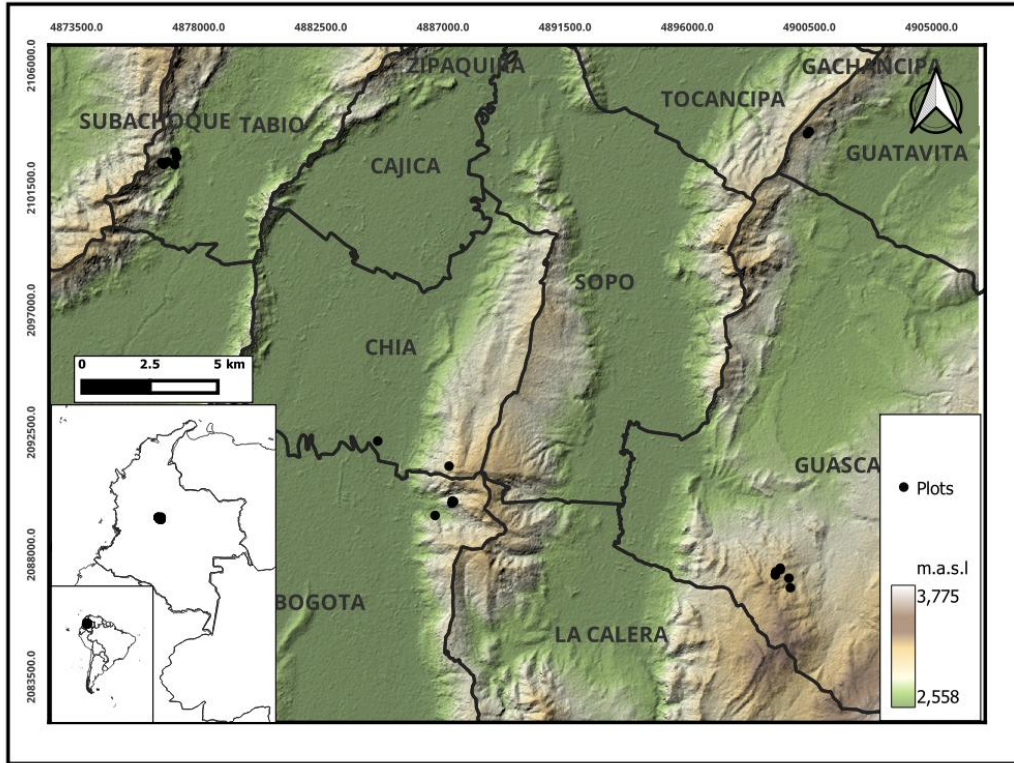 4873500.0 4878000.0 4882500.0 4887000.0 4891500.0 4896000.0 4900500.0 4905000.0
2106000.0
2101500.0
2097000.0
2092500.0
2088000.0
2083500.0
ZIPAQUIRA
GACHANCIPA
TOCANCIPA
SUBACHOQUE
TABIO
GUATAVITA
CAJICA
SOPO
CHIA
0 2.5 5 km
GUASCA
BOGOTA
LA CALERA
Plots
m.a.s.l
3,775
2,558